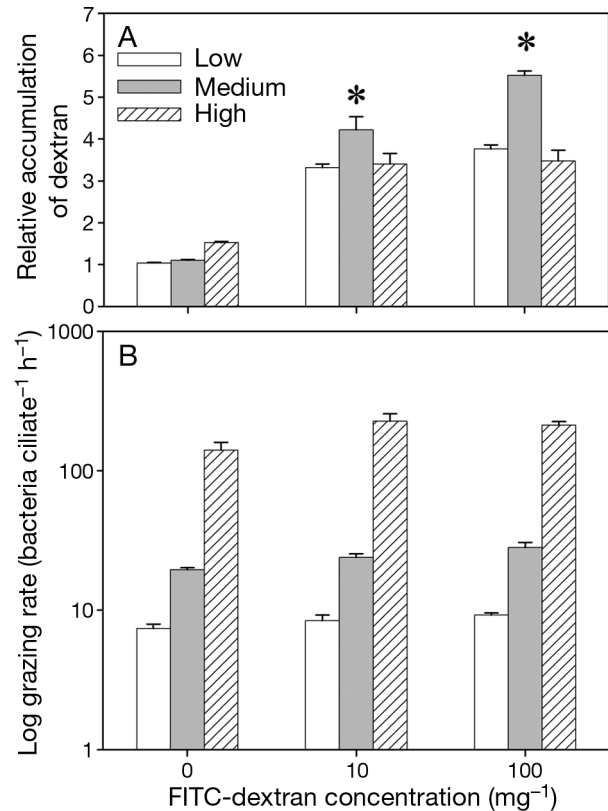 7
6
5
4
3
2
1
0
Relative accumulation
of dextran
A
Low
Medium
High
*
*
1000
100
10
1
Log grazing rate (bacteria ciliate⁻¹ h⁻¹)
B
0 10 100
FITC-dextran concentration (mg⁻¹)